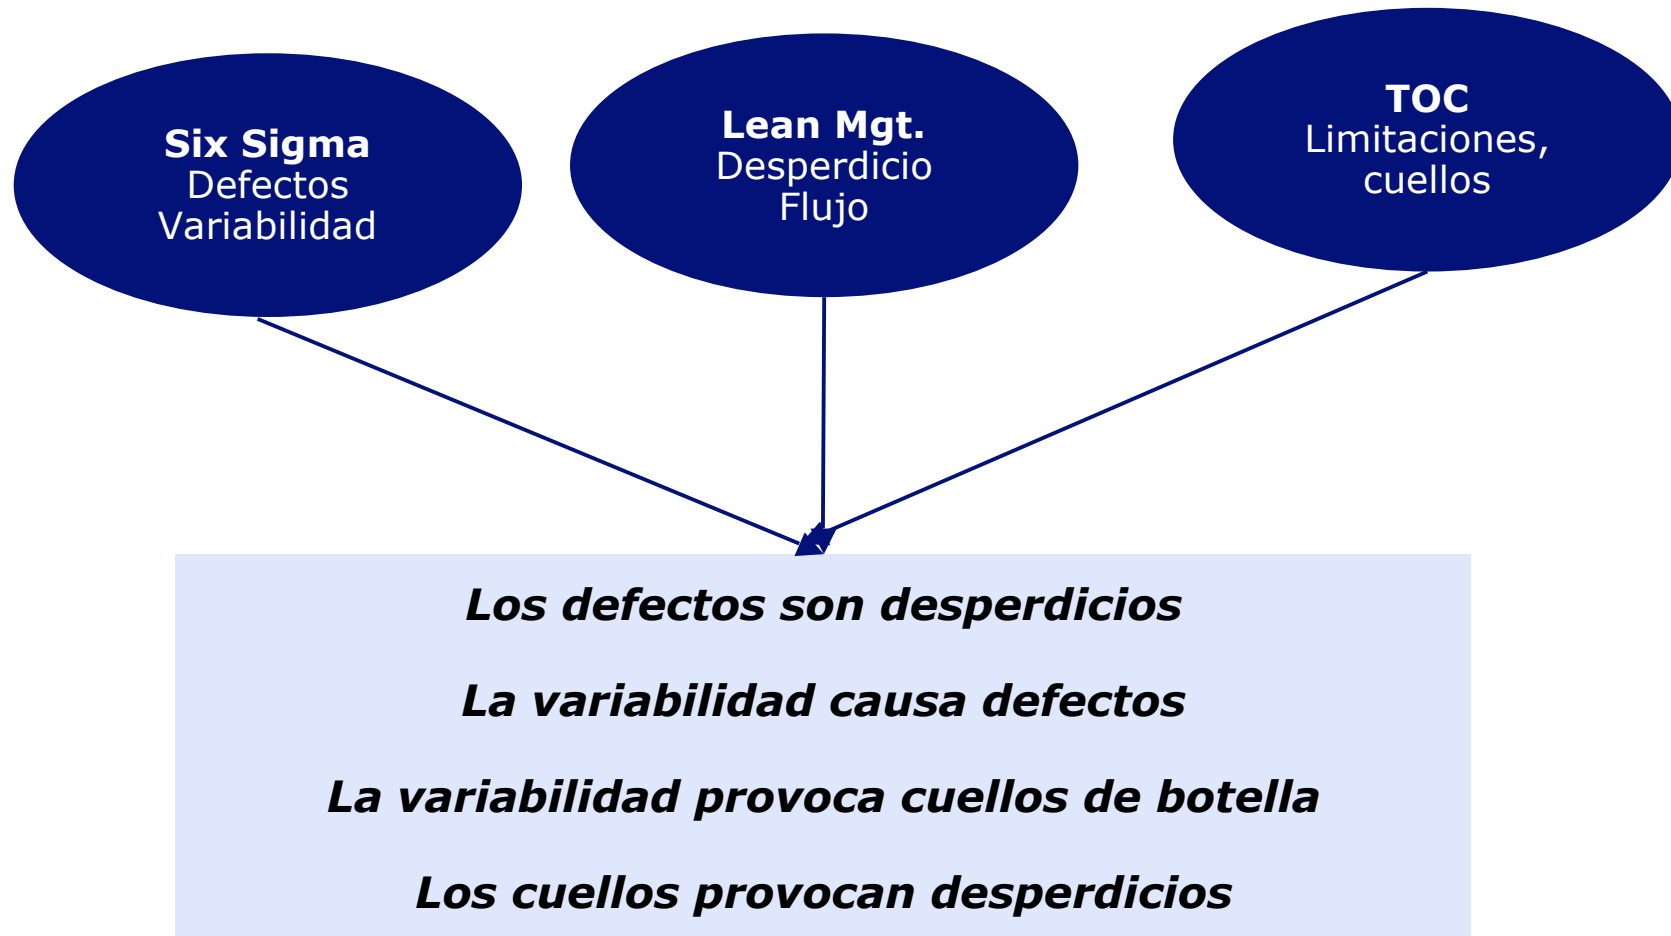 Six Sigma
Defectos
Variabilidad
Lean Mgt.
Desperdicio
Flujo
TOC
Limitaciones,
cuellos
Los defectos son desperdicios
La variabilidad causa defectos
La variabilidad provoca cuellos de botella
Los cuellos provocan desperdicios